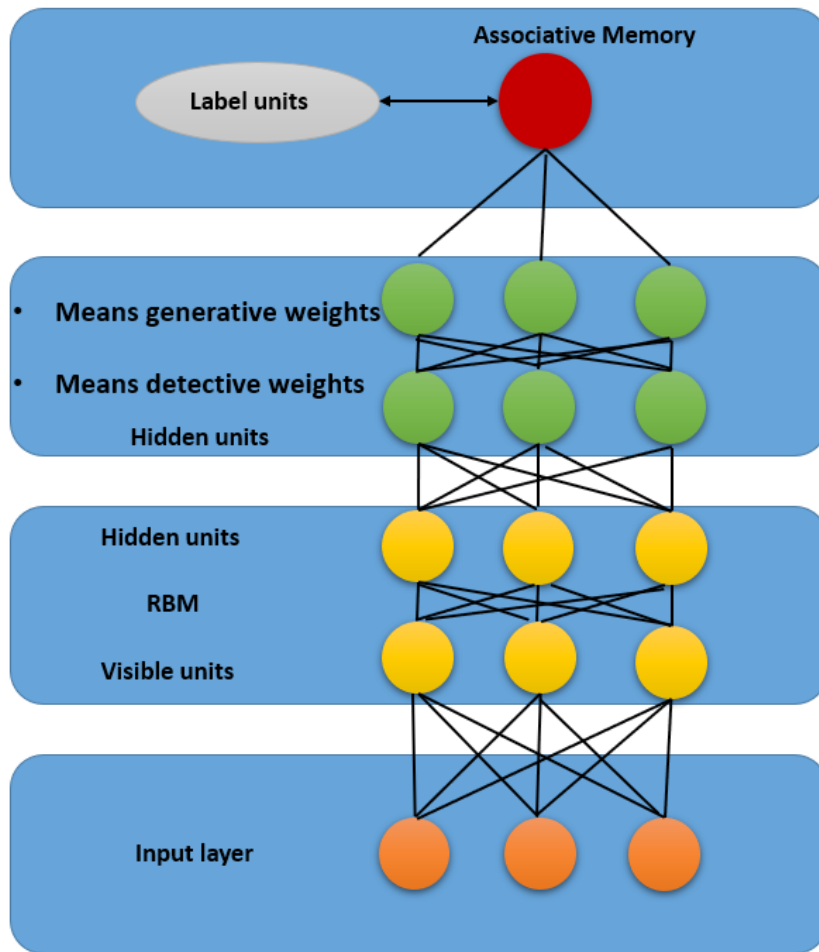 Associative Memory
Label units
• Means generative weights
• Means detective weights
Hidden units
Hidden units
RBM
Visible units
Input layer